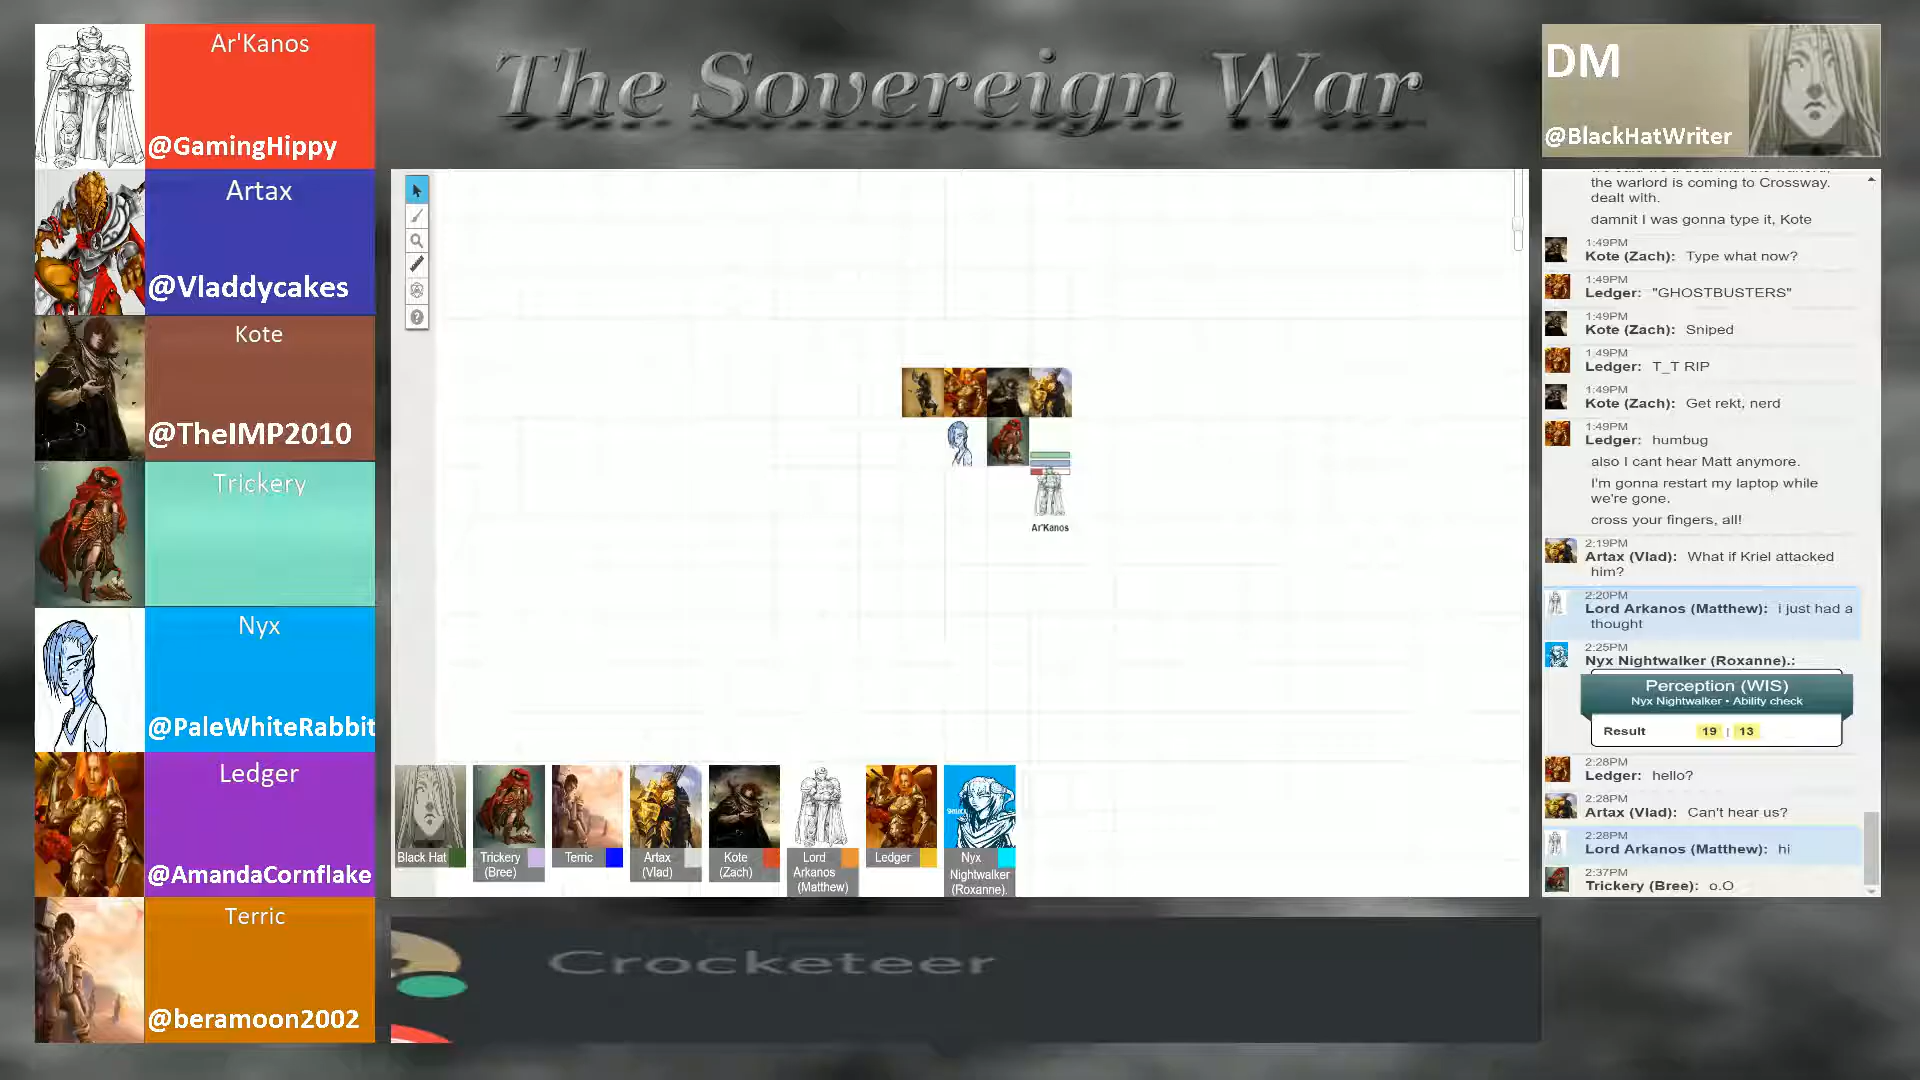 Ar'Kanos
@GamingHippy
Artax
@Vladdycakes
Kote
@TheIMP2010
Trickery
Nyx
@PaleWhiteRabbit
Ledger
@AmandaCornflake
Terric
@beramoon2002
The Sovereign War
Ar'Kanos
Black Hat
Trickery
(Bree)
Terric
Artax
(Vlad)
Kote
(Zach)
Lord
Arkanos
(Matthew)
Ledger
Nyx
Nightwalker
(Roxanne).
Crocketeer
DM
@BlackHatWriter
the warlord is coming to Crossway.
dealt with.
damnit I was gonna type it, Kote
1:49PM
Kote (Zach): Type what now?
1:49PM
Ledger: "GHOSTBUSTERS"
1:49PM
Kote (Zach): Sniped
1:49PM
Ledger: T_T RIP
1:49PM
Kote (Zach): Get rekt, nerd
1:49PM
Ledger: humbug
also I cant hear Matt anymore.
I'm gonna restart my laptop while
we're gone.
cross your fingers, all!
2:19PM
Artax (Vlad): What if Kriel attacked
him?
2:20PM
Lord Arkanos (Matthew): i just had a
thought
2:25PM
Nyx Nightwalker (Roxanne).:
Perception (WIS)
Nyx Nightwalker • Ability check
Result 19 | 13
2:28PM
Ledger: hello?
2:28PM
Artax (Vlad): Can't hear us?
2:28PM
Lord Arkanos (Matthew): hi
2:37PM
Trickery (Bree): o.O